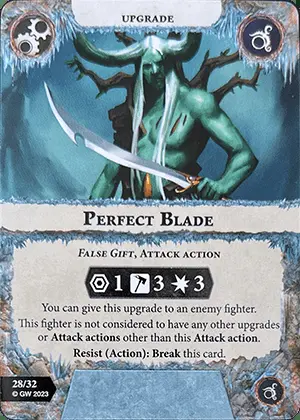 UPGRADE
PERFECT BLADE
FALSE GIFT, ATTACK ACTION
1 3 3
You can give this upgrade to an enemy fighter.
This fighter is not considered to have any other upgrades
or Attack actions other than this Attack action.
Resist (Action): Break this card.
28/32
© GW 2023